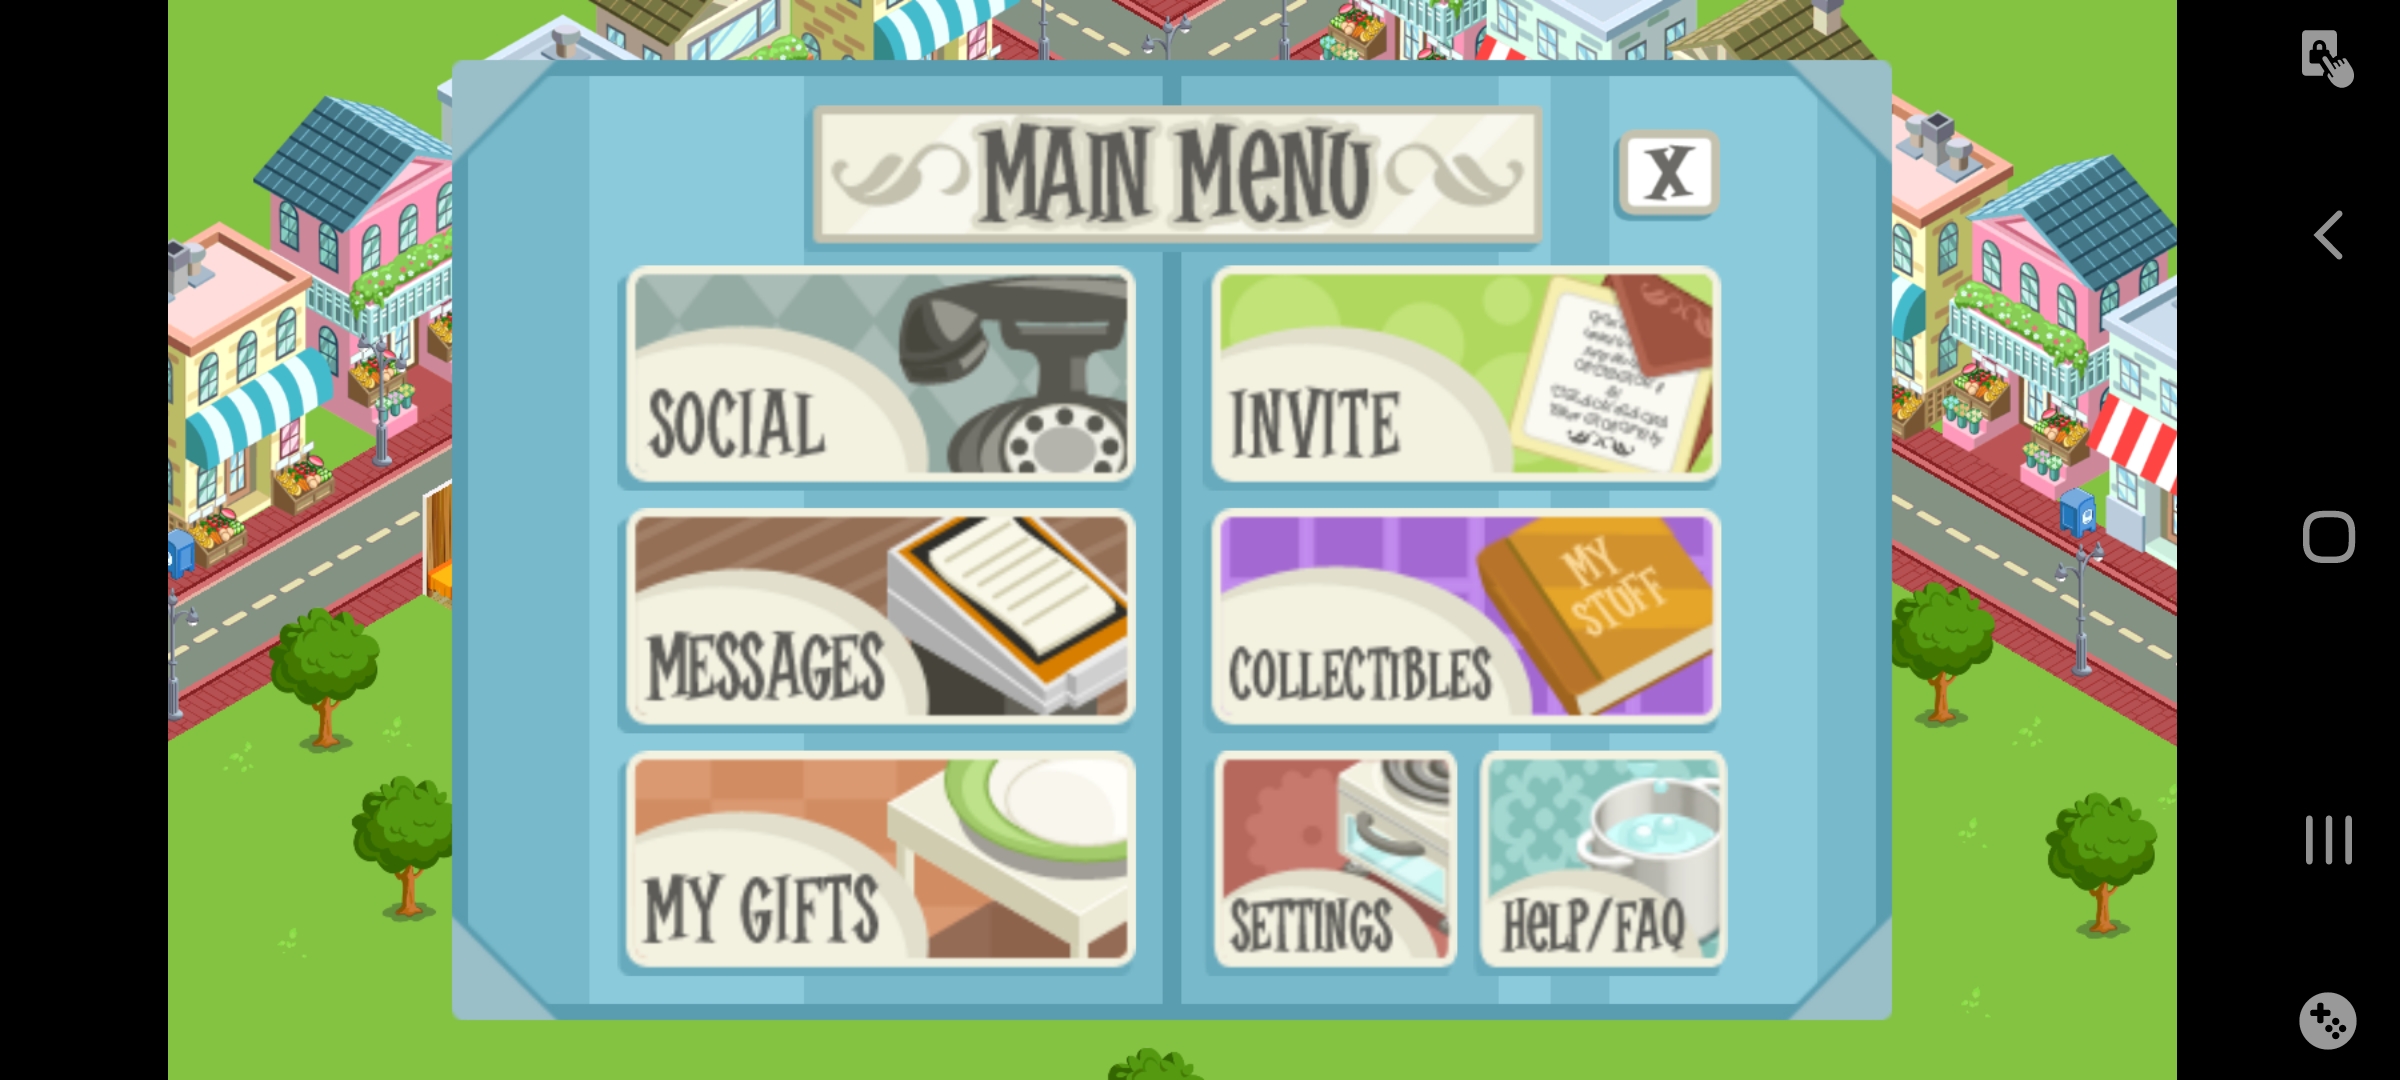 MAIN MENU
X
SOCIAL
INVITE
MESSAGES
MY
STUFF
COLLECTIBLES
MY GIFTS
SETTINGS
HELP/FAQ